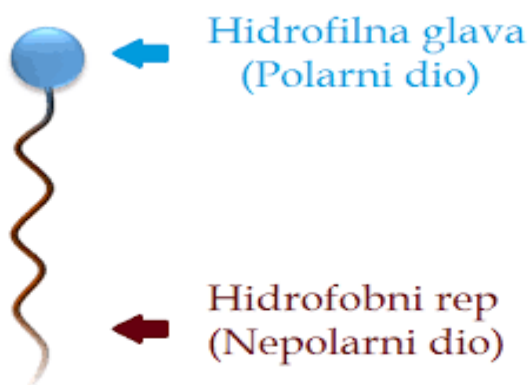 Hidrofilna glava
(Polarni dio)
Hidrofobni rep
(Nepolarni dio)